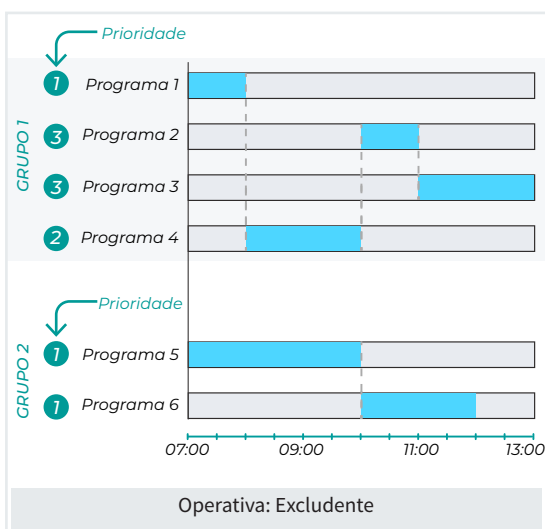 Prioridade
GRUPO 1
1 Programa 1
3 Programa 2
3 Programa 3
2 Programa 4
Prioridade
GRUPO 2
1 Programa 5
1 Programa 6
07:00 09:00 11:00 13:00
Operativa: Excludente